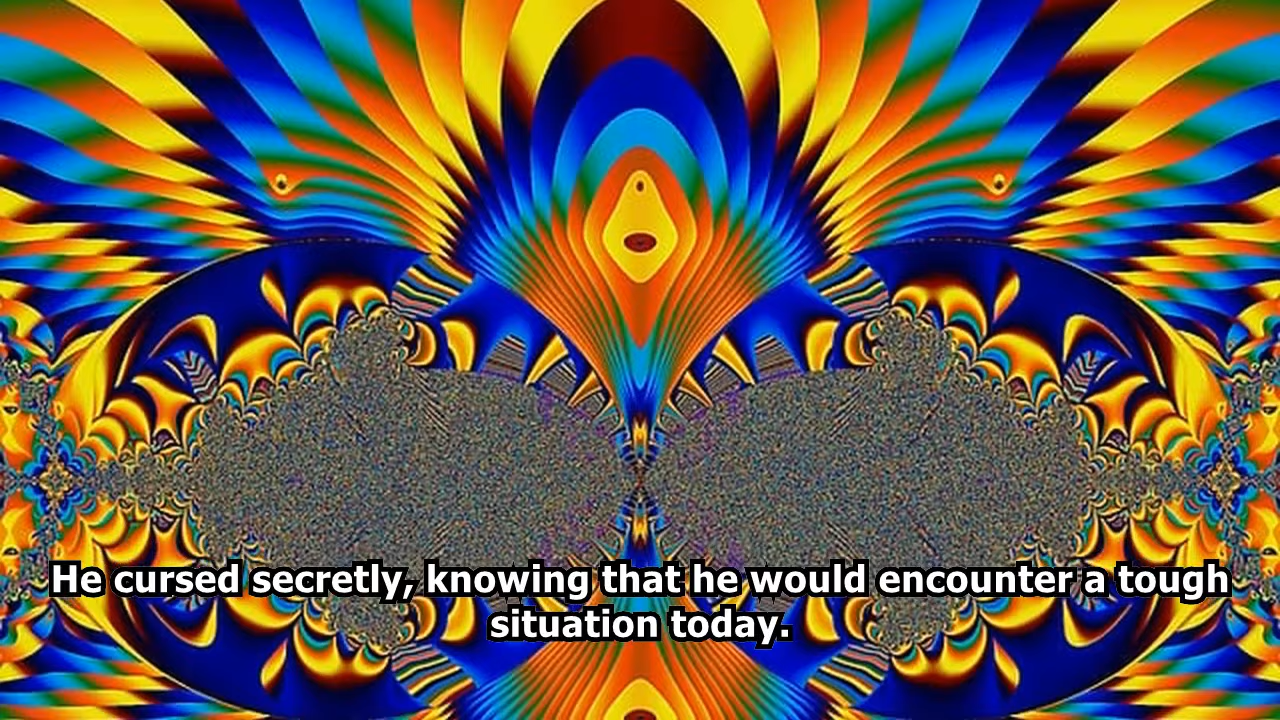 He cursed secretly, knowing that he would encounter a tough
situation today.